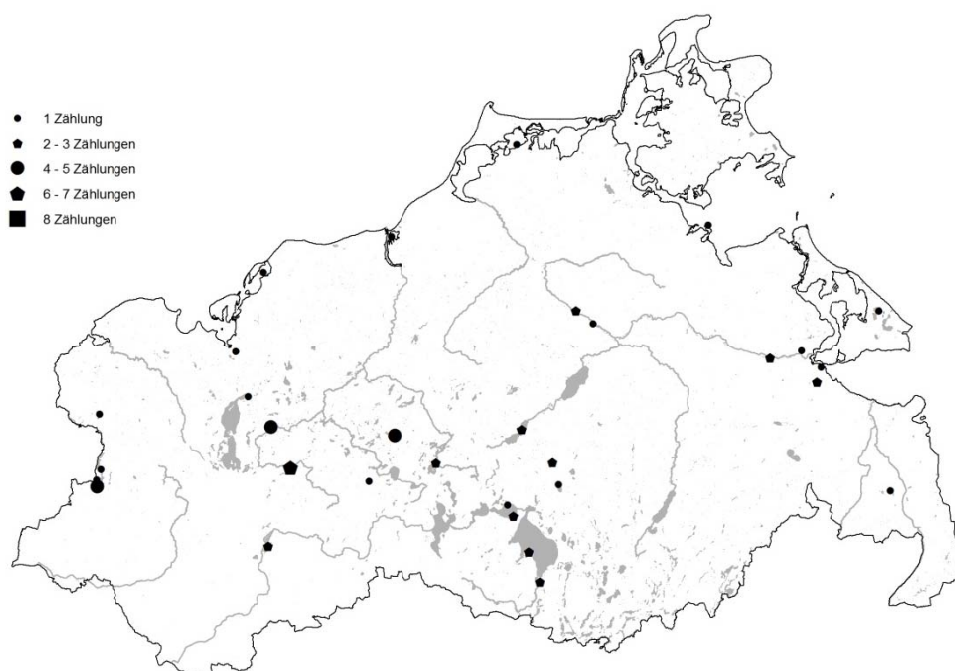 1 Zählung
2 - 3 Zählungen
4 - 5 Zählungen
6 - 7 Zählungen
8 Zählungen